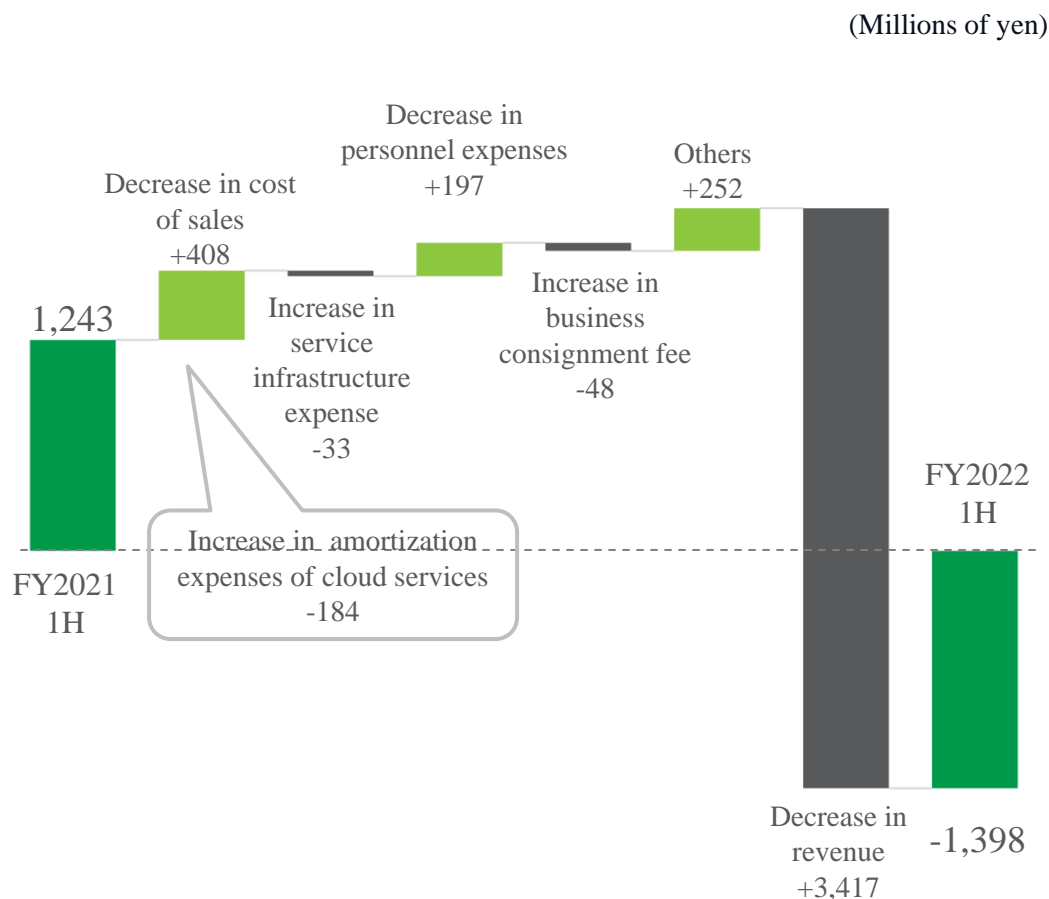 (Millions of yen)
Decrease in
personnel expenses
+197
Others
+252
Decrease in cost
of sales
+408
1,243
Increase in
service
infrastructure
expense
-33
Increase in
business
consignment fee
-48
FY2022
1H
Increase in amortization
expenses of cloud services
-184
FY2021
1H
Decrease in
revenue
+3,417
-1,398